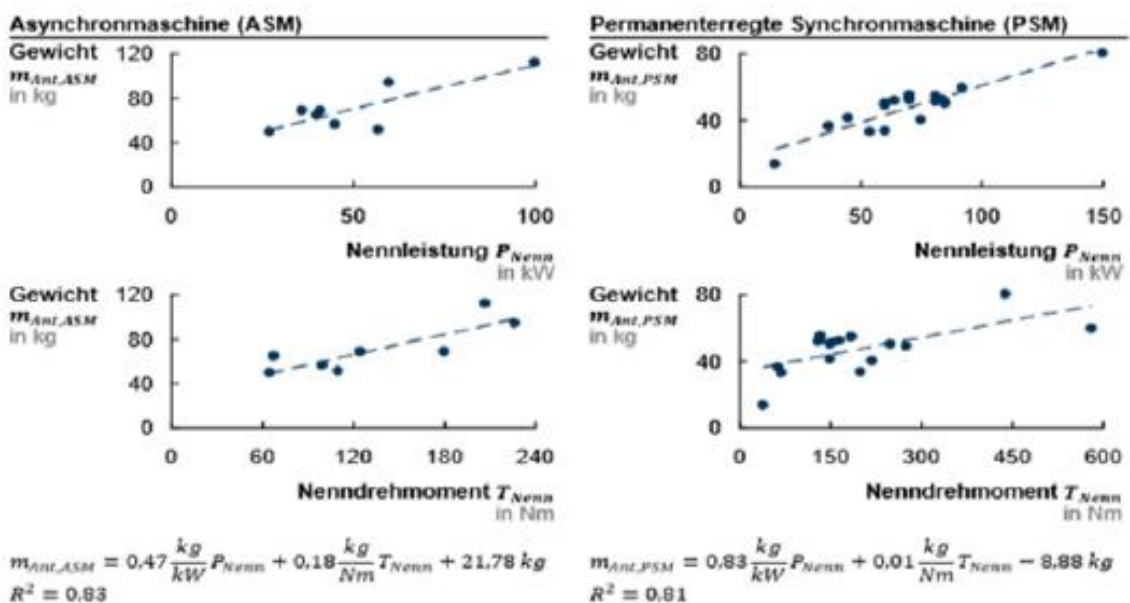 Asynchronmaschine (ASM)
Gewicht
m_Ant,ASM
in kg
120
80
40
0
0 50 100
Nennleistung P_Nenn
in kW
Gewicht
m_Ant,ASM
in kg
120
80
40
0
0 60 120 180 240
Nenndrehmoment T_Nenn
in Nm
m_Ant,ASM = 0,47 kg/kW P_Nenn + 0,18 kg/Nm T_Nenn + 21,78 kg
R² = 0,83
Permanenterregte Synchronmaschine (PSM)
Gewicht
m_Ant,PSM
in kg
80
40
0
0 50 100 150
Nennleistung P_Nenn
in kW
Gewicht
m_Ant,PSM
in kg
80
40
0
0 150 300 450 600
Nenndrehmoment T_Nenn
in Nm
m_Ant,PSM = 0,83 kg/kW P_Nenn + 0,01 kg/Nm T_Nenn − 8,88 kg
R² = 0,81